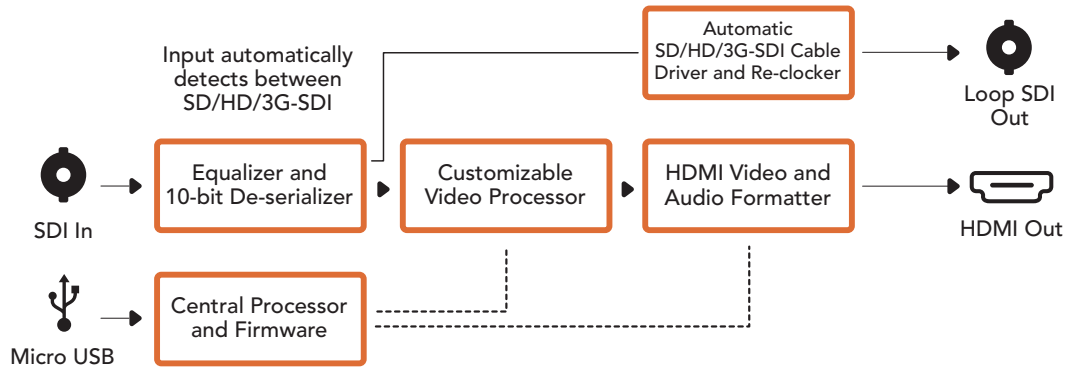 Input automatically
detects between
SD/HD/3G-SDI
Automatic
SD/HD/3G-SDI Cable
Driver and Re-clocker
Loop SDI
Out
SDI In
Equalizer and
10-bit De-serializer
Customizable
Video Processor
HDMI Video and
Audio Formatter
HDMI Out
Micro USB
Central Processor
and Firmware